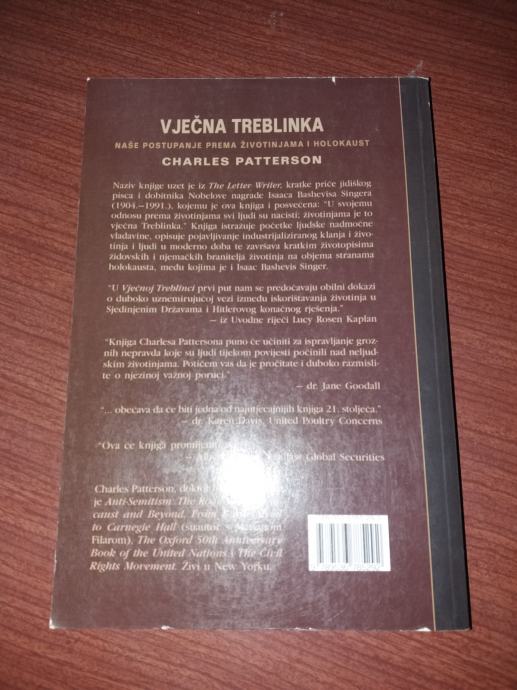 VJEČNA TREBLINKA
NAŠE POSTUPANJE PREMA ŽIVOTINJAMA I HOLOKAUST
CHARLES PATTERSON
Naziv knjige uzet je iz The Letter Writer, kratke priče jidiškog
pisca i dobitnika Nobelove nagrade Isaaca Bashevisa Singera
(1904.–1991.), kojemu je ova knjiga i posvećena: "U svojemu
odnosu prema životinjama svi ljudi su nacisti; životinjama je to
vječna Treblinka." Knjiga istražuje početke ljudske nadmoćne
vladavine, opisuje pojavljivanje industrijaliziranog klanja i živo-
tinja i ljudi u moderno doba te završava kratkim životopisima
židovskih i njemačkih branitelja životinja na objema stranama
holokausta, među kojima je i Isaac Bashevis Singer.
"U Vječnoj Treblinci prvi put nam se predočavaju obilni dokazi
o duboko uznemirujućoj vezi između iskorištavanja životinja u
Sjedinjenim Državama i Hitlerovog konačnog rješenja."
— iz Uvodne riječi Lucy Rosen Kaplan
"Knjiga Charlesa Pattersona puno će učiniti za ispravljanje groz-
nih nepravda koje su ljudi tijekom povijesti počinili nad neljud-
skim životinjama. Potičem vas da je pročitate i duboko razmisli-
te o njezinoj važnoj poruci."
— dr. Jane Goodall
"... obećava da će biti jedna od najutjecajnijih knjiga 21. stoljeća."
— dr. Karen Davis, United Poultry Concerns
"Ova će knjiga
Global Securities
Charles Patterson,
je Anti-Semitism: The
caust and Beyond, From
to Carnegie Hall (suautor s
Filarom), The Oxford 50th Anniversary
Book of the United Nations i The Civil
Rights Movement. Živi u New Yorku.